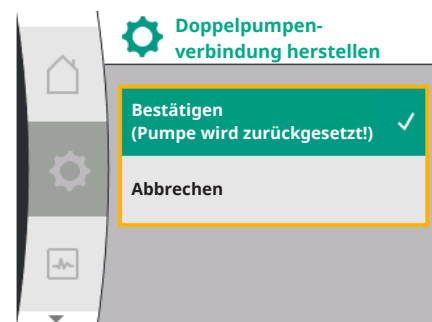 Doppelpumpen-
verbindung herstellen
Bestätigen
(Pumpe wird zurückgesetzt!)
Abbrechen